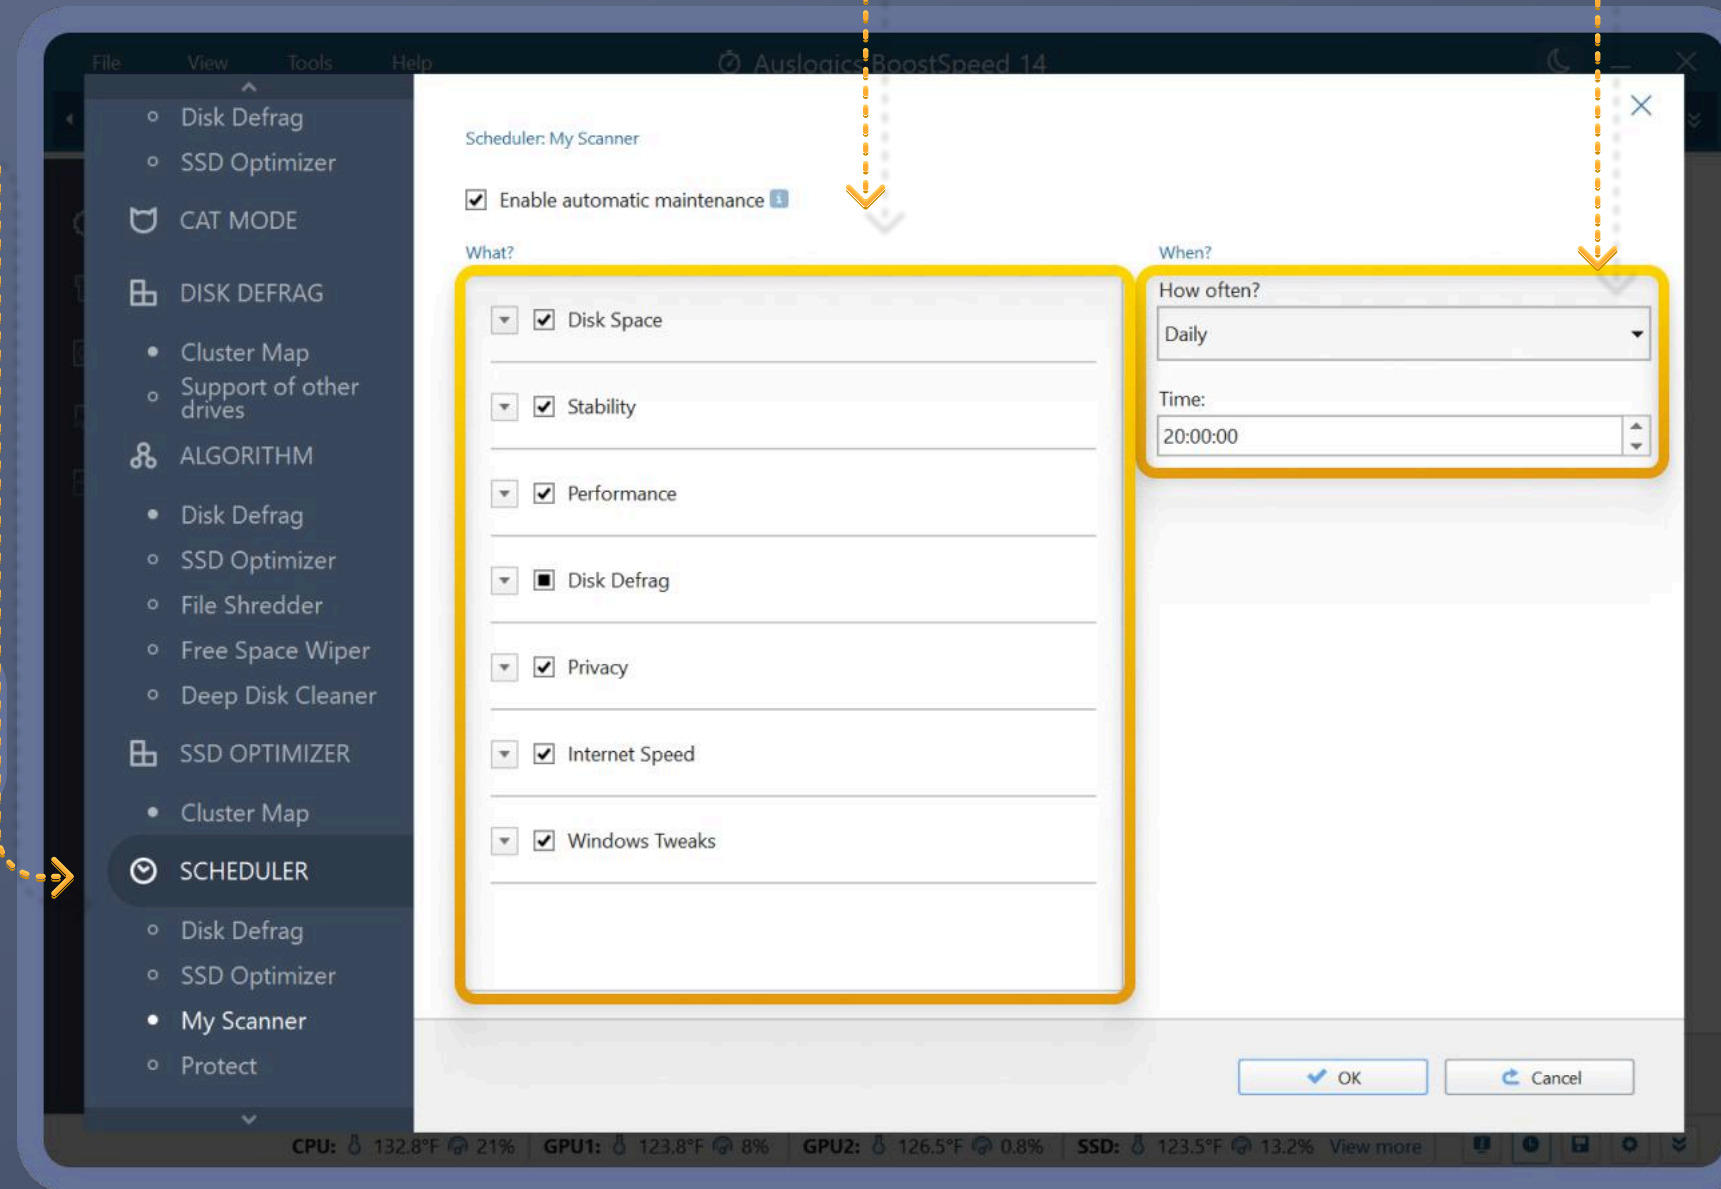 File View Tools Help
Auslogics BoostSpeed 14
Disk Defrag
SSD Optimizer
CAT MODE
DISK DEFRAG
Cluster Map
Support of other
drives
ALGORITHM
Disk Defrag
SSD Optimizer
File Shredder
Free Space Wiper
Deep Disk Cleaner
SSD OPTIMIZER
Cluster Map
SCHEDULER
Disk Defrag
SSD Optimizer
My Scanner
Protect
Scheduler: My Scanner
Enable automatic maintenance
What?
Disk Space
Stability
Performance
Disk Defrag
Privacy
Internet Speed
Windows Tweaks
When?
How often?
Daily
Time:
20:00:00
OK
Cancel
CPU: 132.8°F 21% GPU1: 123.8°F 8% GPU2: 126.5°F 0.8% SSD: 123.5°F 13.2% View more